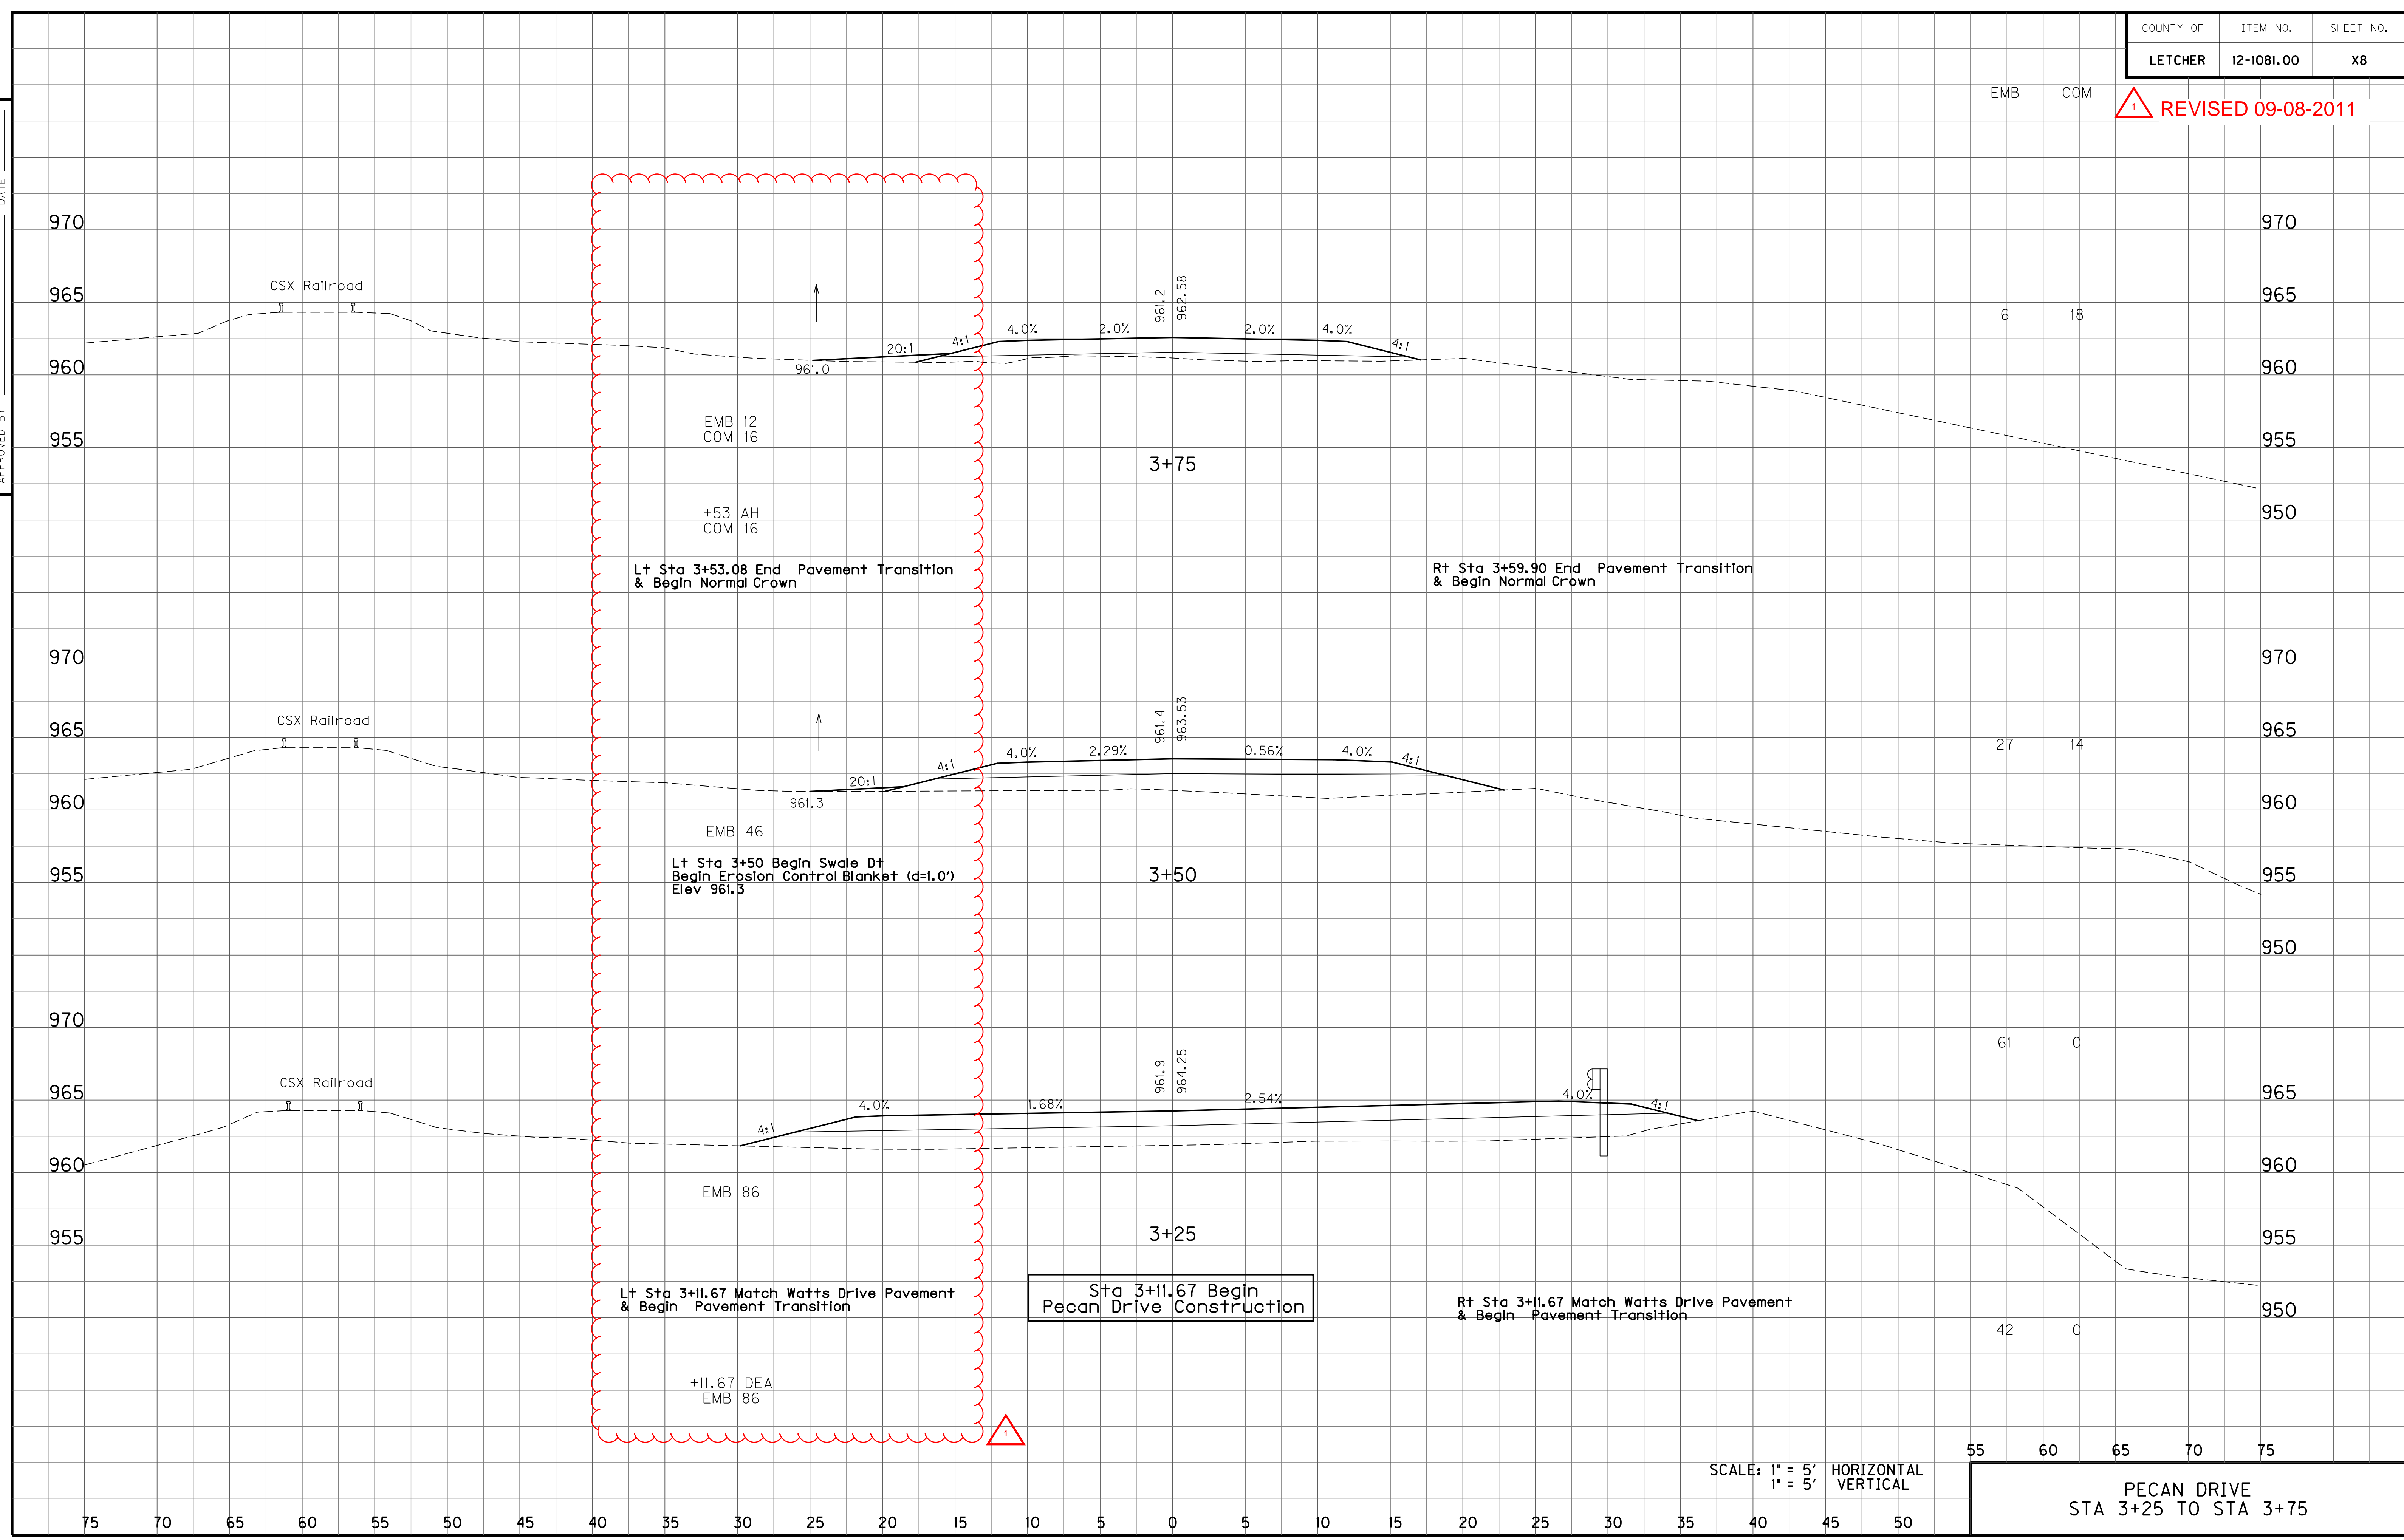 COUNTY OF ITEM NO. SHEET NO.
LETCHER 12-1081.00 X8
EMB COM
1 REVISED 09-08-2011
DATE
APPROVED BY
970 970
CSX Railroad
965 961.2 962.58 965
6 18
20:1 4:1 4.0% 2.0% 2.0% 4.0% 4:1
960 961.0 960
EMB 12
COM 16
955 955
3+75
+53 AH
COM 16
950
Lt Sta 3+53.08 End Pavement Transition
& Begin Normal Crown
Rt Sta 3+59.90 End Pavement Transition
& Begin Normal Crown
970 970
CSX Railroad
965 961.4 963.53 965
27 14
20:1 4:1 4.0% 2.29% 0.56% 4.0% 4:1
960 961.3 960
EMB 46
Lt Sta 3+50 Begin Swale Dt
Begin Erosion Control Blanket (d=1.0')
Elev 961.3
955 3+50 955
950
970 970
61 0
CSX Railroad
965 961.9 964.25 965
4:1 4.0% 1.68% 2.54% 4.0% 4:1
960 960
EMB 86
955 3+25 955
Lt Sta 3+11.67 Match Watts Drive Pavement
& Begin Pavement Transition
Sta 3+11.67 Begin
Pecan Drive Construction
Rt Sta 3+11.67 Match Watts Drive Pavement
& Begin Pavement Transition
950
42 0
+11.67 DEA
EMB 86
1
55 60 65 70 75
SCALE: 1" = 5' HORIZONTAL
1" = 5' VERTICAL
PECAN DRIVE
STA 3+25 TO STA 3+75
75 70 65 60 55 50 45 40 35 30 25 20 15 10 5 0 5 10 15 20 25 30 35 40 45 50